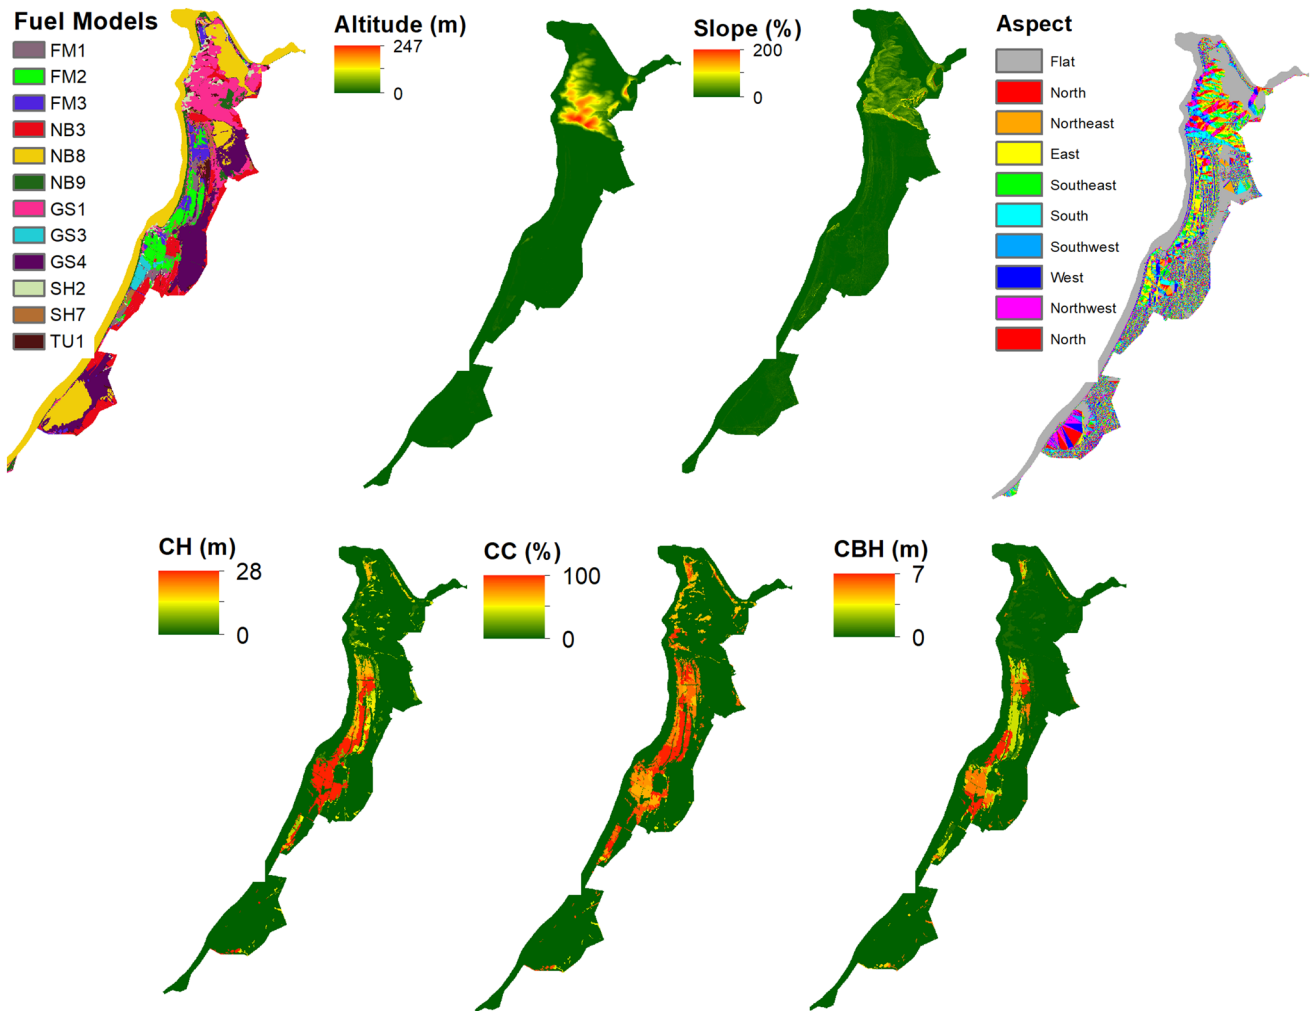 Fuel Models
FM1
FM2
FM3
NB3
NB8
NB9
GS1
GS3
GS4
SH2
SH7
TU1
Altitude (m)
247
0
Slope (%)
200
0
Aspect
Flat
North
Northeast
East
Southeast
South
Southwest
West
Northwest
North
CH (m)
28
0
CC (%)
100
0
CBH (m)
7
0